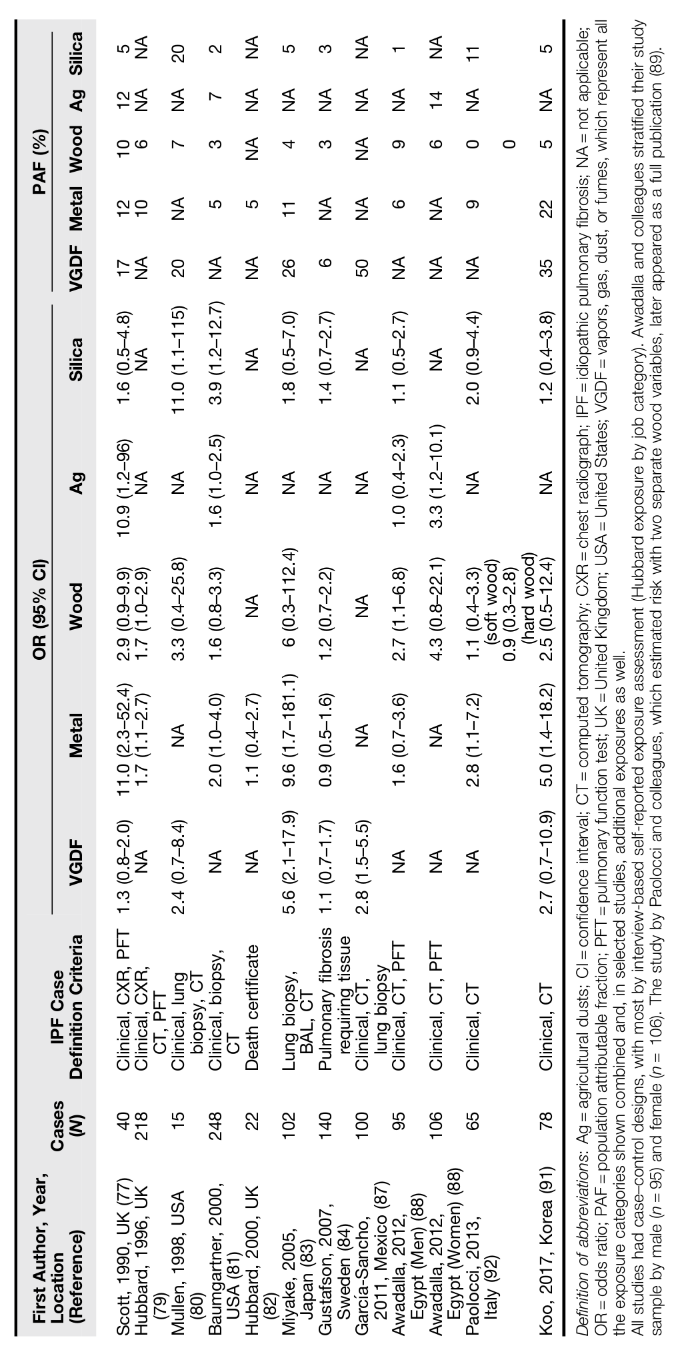 OR (95% CI) PAF (%)
First Author, Year, Location (Reference) Cases (N) IPF Case Definition Criteria VGDF Metal Wood Ag Silica VGDF Metal Wood Ag Silica
Scott, 1990, UK (77) 40 Clinical, CXR, PFT 1.3 (0.8–2.0) 11.0 (2.3–52.4) 2.9 (0.9–9.9) 10.9 (1.2–96) 1.6 (0.5–4.8) 17 12 10 12 5
Hubbard, 1996, UK (79) 218 Clinical, CXR, CT, PFT NA 1.7 (1.1–2.7) 1.7 (1.0–2.9) NA NA NA 10 6 NA NA
Mullen, 1998, USA (80) 15 Clinical, lung biopsy, CT 2.4 (0.7–8.4) NA 3.3 (0.4–25.8) NA 11.0 (1.1–115) 20 NA 7 NA 20
Baumgartner, 2000, USA (81) 248 Clinical, biopsy, CT NA 2.0 (1.0–4.0) 1.6 (0.8–3.3) 1.6 (1.0–2.5) 3.9 (1.2–12.7) NA 5 3 7 2
Hubbard, 2000, UK (82) 22 Death certificate NA 1.1 (0.4–2.7) NA NA NA NA 5 NA NA NA
Miyake, 2005, Japan (83) 102 Lung biopsy, BAL, CT 5.6 (2.1–17.9) 9.6 (1.7–181.1) 6 (0.3–112.4) NA 1.8 (0.5–7.0) 26 11 4 NA 5
Gustafson, 2007, Sweden (84) 140 Pulmonary fibrosis requiring tissue 1.1 (0.7–1.7) 0.9 (0.5–1.6) 1.2 (0.7–2.2) NA 1.4 (0.7–2.7) 6 NA 3 NA 3
García-Sancho, 2011, Mexico (87) 100 Clinical, CT, lung biopsy 2.8 (1.5–5.5) NA NA NA NA 50 NA NA NA NA
Awadalla, 2012, Egypt (Men) (88) 95 Clinical, CT, PFT NA 1.6 (0.7–3.6) 2.7 (1.1–6.8) 1.0 (0.4–2.3) 1.1 (0.5–2.7) NA 6 9 NA 1
Awadalla, 2012, Egypt (Women) (88) 106 Clinical, CT, PFT NA NA 4.3 (0.8–22.1) 3.3 (1.2–10.1) NA NA NA 6 14 NA
Paolocci, 2013, Italy (92) 65 Clinical, CT NA 2.8 (1.1–7.2) 1.1 (0.4–3.3) (soft wood) NA 2.0 (0.9–4.4) NA 9 0 NA 11
0.9 (0.3–2.8) (hard wood) 0
Koo, 2017, Korea (91) 78 Clinical, CT 2.7 (0.7–10.9) 5.0 (1.4–18.2) 2.5 (0.5–12.4) NA 1.2 (0.4–3.8) 35 22 5 NA 5
Definition of abbreviations: Ag = agricultural dusts; CI = confidence interval; CT = computed tomography; CXR = chest radiograph; IPF = idiopathic pulmonary fibrosis; NA = not applicable;
OR = odds ratio; PAF = population attributable fraction; PFT = pulmonary function test; UK = United Kingdom; USA = United States; VGDF = vapors, gas, dust, or fumes, which represent all
the exposure categories shown combined and, in selected studies, additional exposures as well.
All studies had case–control designs, with most by interview-based self-reported exposure assessment (Hubbard exposure by job category). Awadalla and colleagues stratified their study
sample by male (n = 95) and female (n = 106). The study by Paolocci and colleagues, which estimated risk with two separate wood variables, later appeared as a full publication (89).